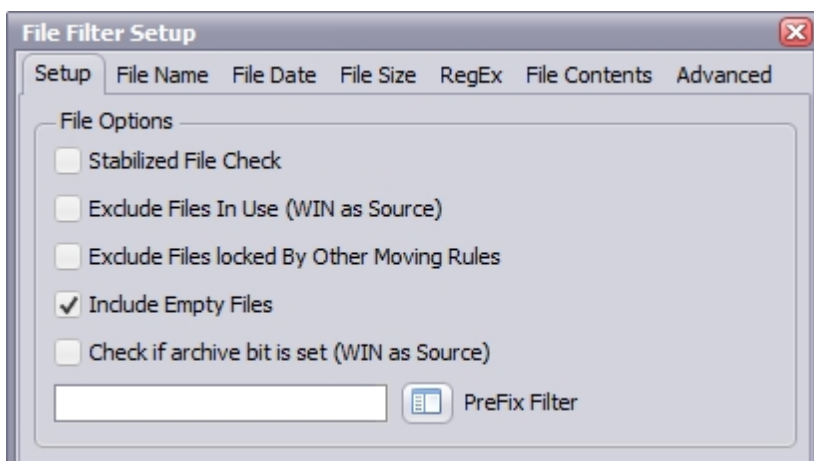 File Filter Setup
Setup File Name File Date File Size RegEx File Contents Advanced
File Options
Stabilized File Check
Exclude Files In Use (WIN as Source)
Exclude Files locked By Other Moving Rules
Include Empty Files
Check if archive bit is set (WIN as Source)
PreFix Filter